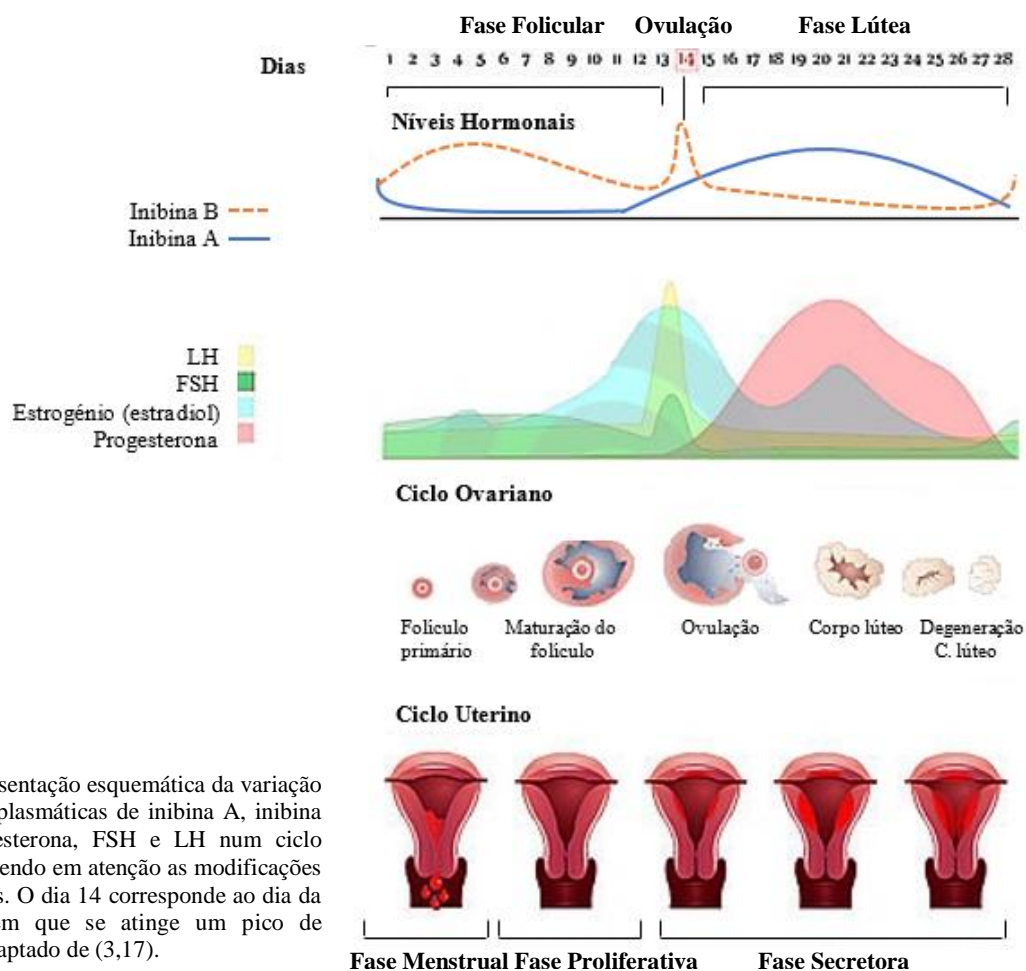 Fase Folicular Ovulação Fase Lútea
Dias 1 2 3 4 5 6 7 8 9 10 11 12 13 14 15 16 17 18 19 20 21 22 23 24 25 26 27 28
Níveis Hormonais
Inibina B
Inibina A
LH
FSH
Estrogénio (estradiol)
Progesterona
Ciclo Ovariano
Folículo primário
Maturação do folículo
Ovulação
Corpo lúteo
Degeneração C. lúteo
Ciclo Uterino
esentação esquemática da variação
plasmáticas de inibina A, inibina
esterona, FSH e LH num ciclo
endo em atenção as modificações
s. O dia 14 corresponde ao dia da
em que se atinge um pico de
aptado de (3,17).
Fase Menstrual Fase Proliferativa Fase Secretora